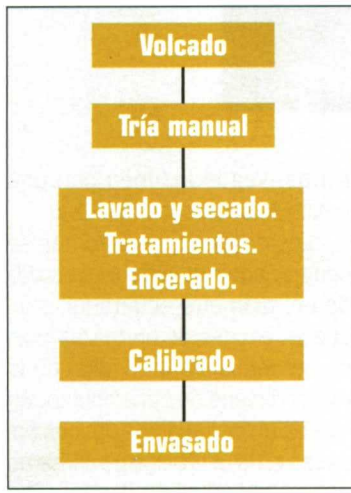 Volcado
Tría manual
Lavado y secado.
Tratamientos.
Encerado.
Calibrado
Envasado